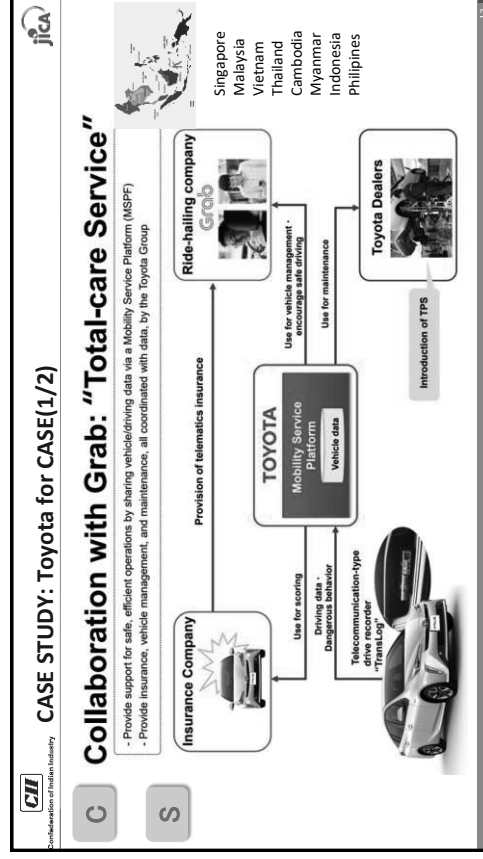 CII
Confederation of Indian Industry
CASE STUDY: Toyota for CASE(1/2)
jica
C
S
Collaboration with Grab: “Total-care Service”
- Provide support for safe, efficient operations by sharing vehicle/driving data via a Mobility Service Platform (MSPF)
- Provide insurance, vehicle management, and maintenance, all coordinated with data, by the Toyota Group
Insurance Company
Provision of telematics insurance
Ride-hailing company
Grab
Use for scoring
Driving data・
Dangerous behavior
Telecommunication-type
drive recorder
"TransLog"
TOYOTA
Mobility Service
Platform
Vehicle data
Use for vehicle management・
encourage safe driving
Use for maintenance
Toyota Dealers
Introduction of TPS
Singapore
Malaysia
Vietnam
Thailand
Cambodia
Myanmar
Indonesia
Philipines